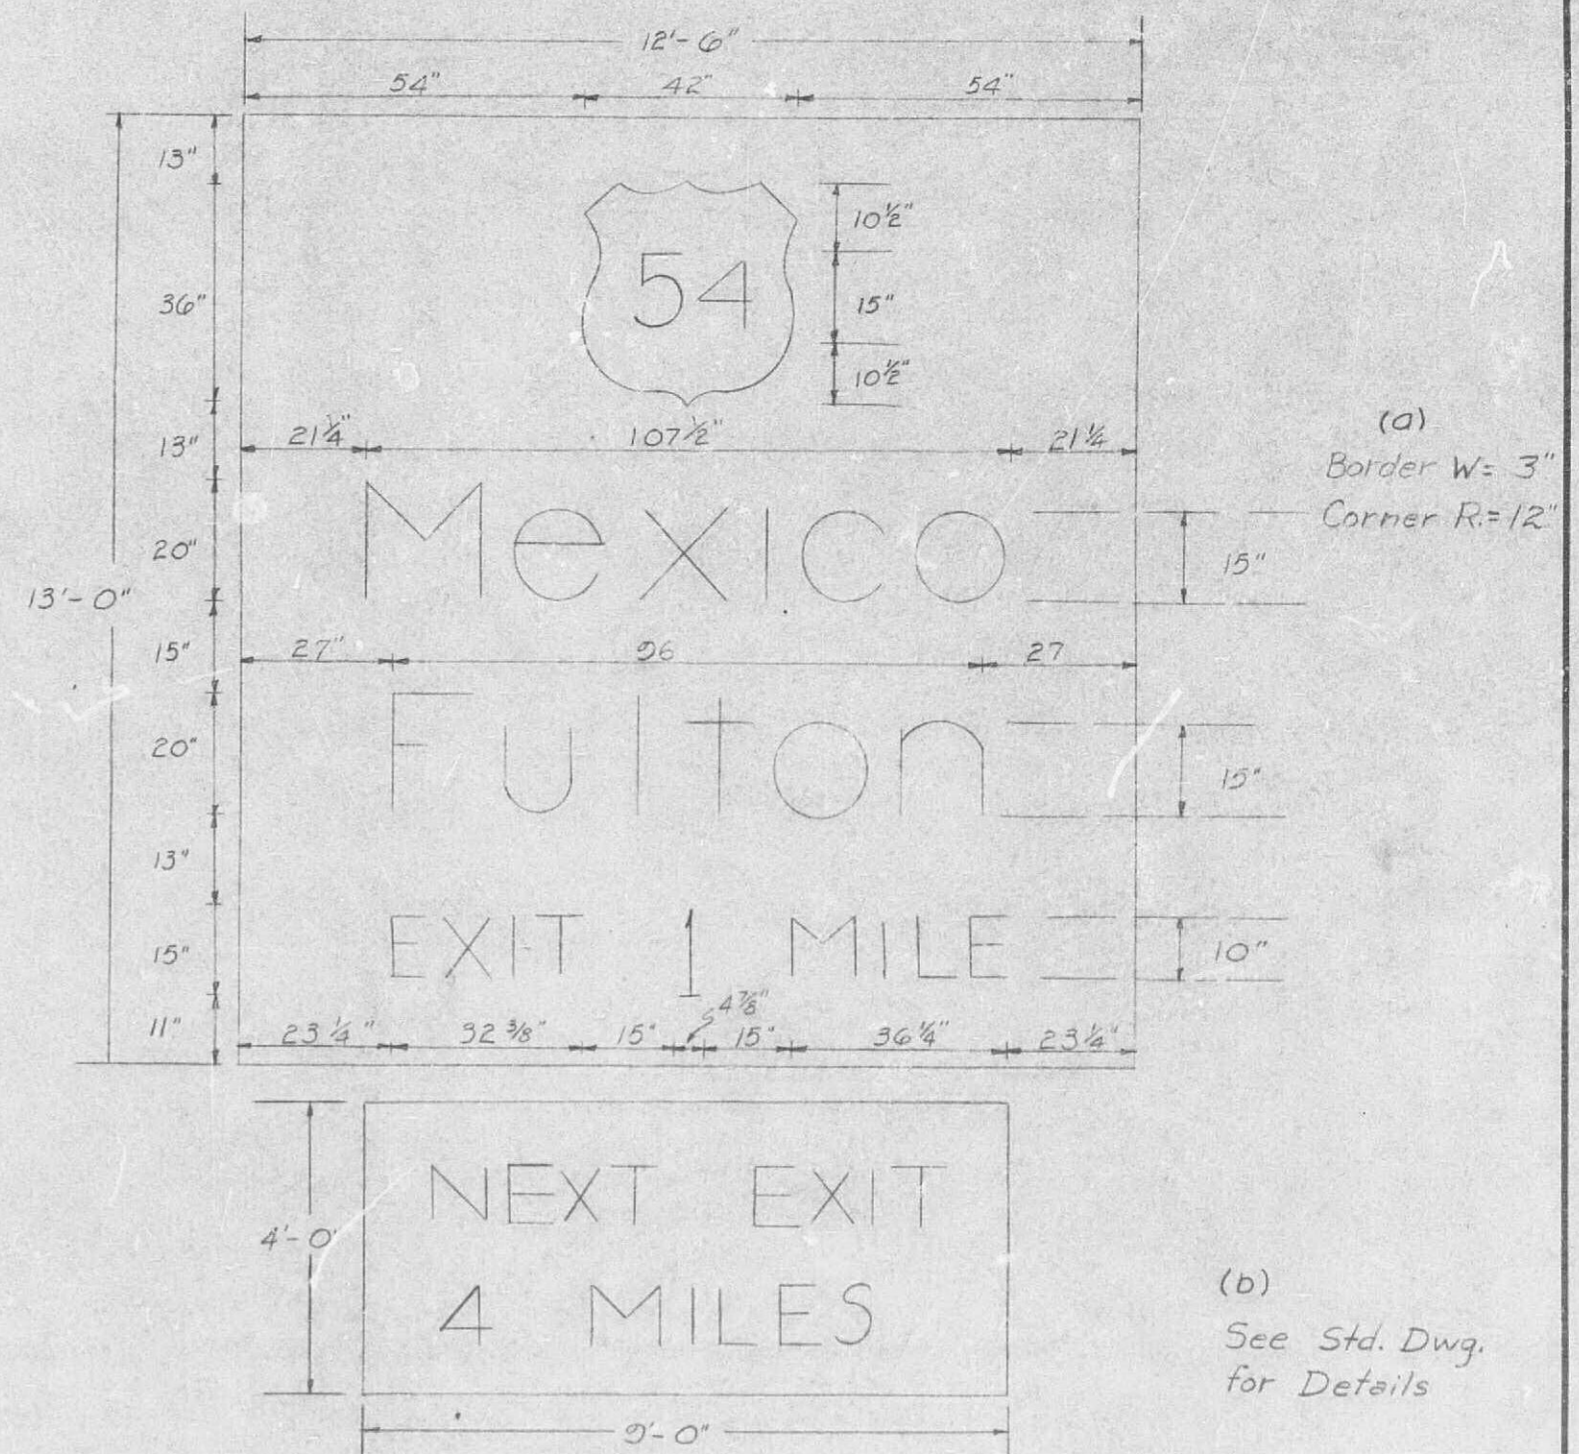 12'-6"
54" 42" 54"
13"
10½"
54
36"
15"
10½"
21¼" 107½" 21¼
13"
(a)
Border W= 3"
Corner R.=12"
Mexico
20"
15"
13'-0"
27" 96 27
15"
Fulton
20"
15"
13"
EXIT 1 MILE
15"
10"
4⅞"
11"
23¼" 32⅜" 15" 15" 36¼" 23¼"
NEXT EXIT
4'-0"
4 MILES
(b)
See Std. Dwg.
for Details
9'-0"